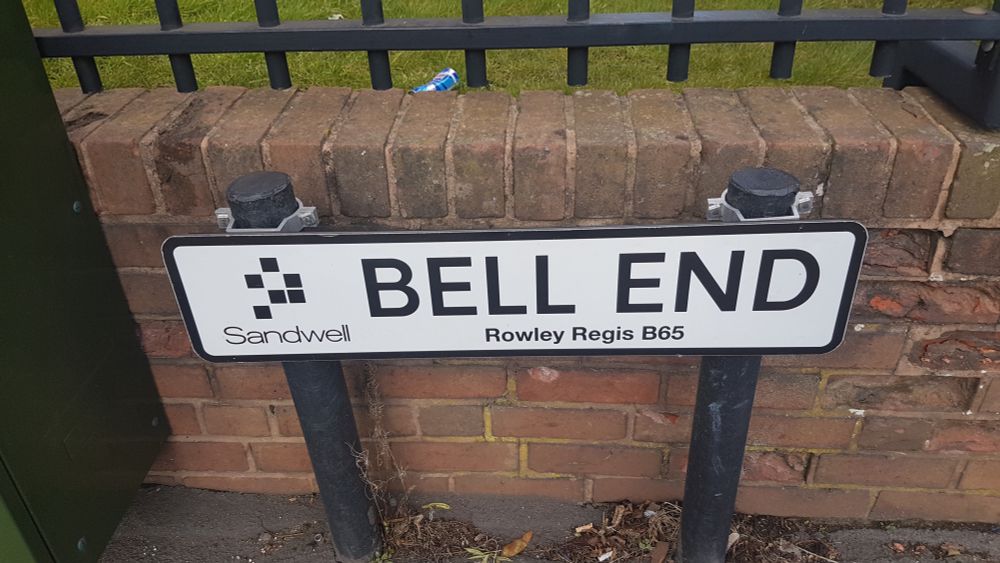 BELL END
Sandwell
Rowley Regis B65